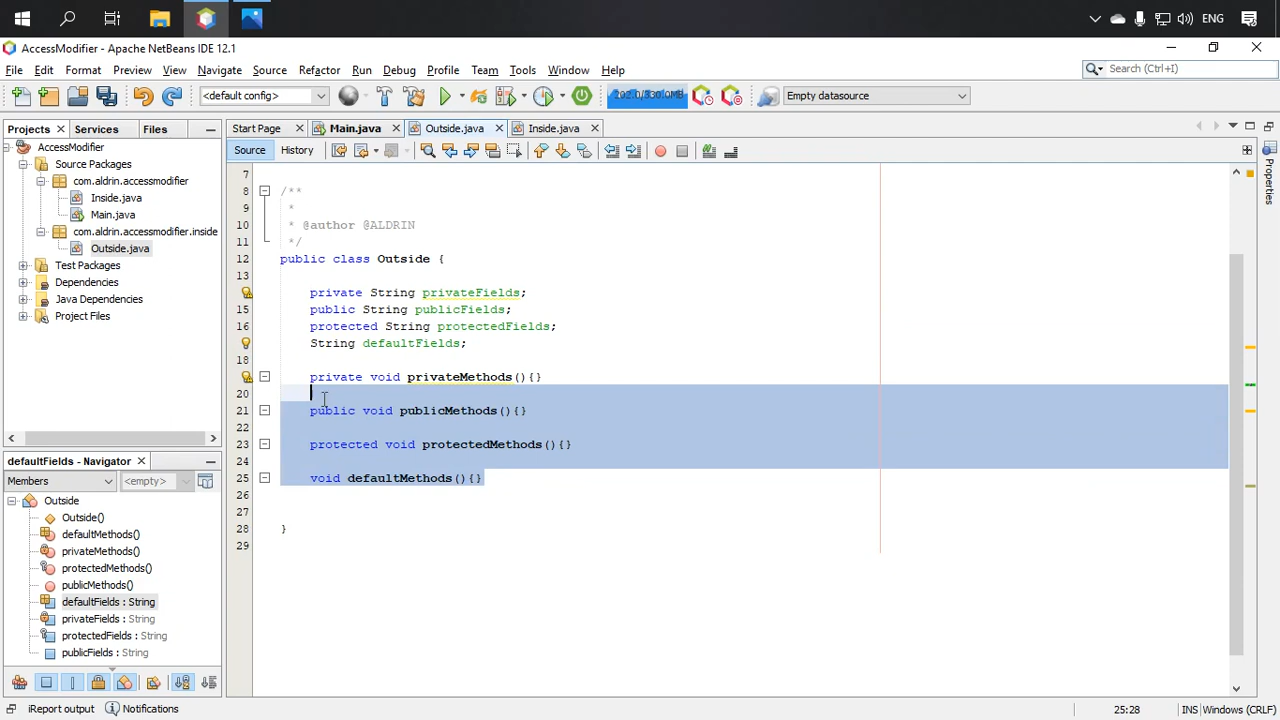 ENG
AccessModifier - Apache NetBeans IDE 12.1
File Edit Format Preview View Navigate Source Refactor Run Debug Profile Team Tools Window Help
Search (Ctrl+I)
<default config>
202.0/330.0MB
Empty datasource
Projects Services Files
Start Page Main.java Outside.java Inside.java
Source History
AccessModifier
Source Packages
com.aldrin.accessmodifier
Inside.java
Main.java
com.aldrin.accessmodifier.inside
Outside.java
Test Packages
Dependencies
Java Dependencies
Project Files
defaultFields - Navigator
Members <empty>
Outside
Outside()
defaultMethods()
privateMethods()
protectedMethods()
publicMethods()
defaultFields : String
privateFields : String
protectedFields : String
publicFields : String
7
8 /**
9 *
10 * @author @ALDRIN
11 */
12 public class Outside {
13
private String privateFields;
15 public String publicFields;
16 protected String protectedFields;
String defaultFields;
18
private void privateMethods(){}
20
21 public void publicMethods(){}
22
23 protected void protectedMethods(){}
24
25 void defaultMethods(){}
26
27
28 }
29
Properties
iReport output Notifications
25:28 INS Windows (CRLF)